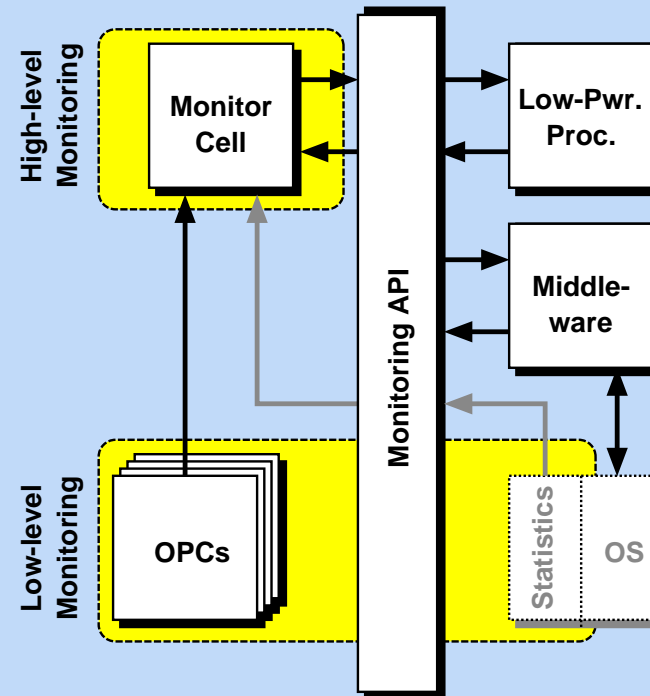 High-level
Monitoring
Monitor
Cell
Low-Pwr.
Proc.
Monitoring API
Middle-
ware
Low-level
Monitoring
OPCs
Statistics
OS